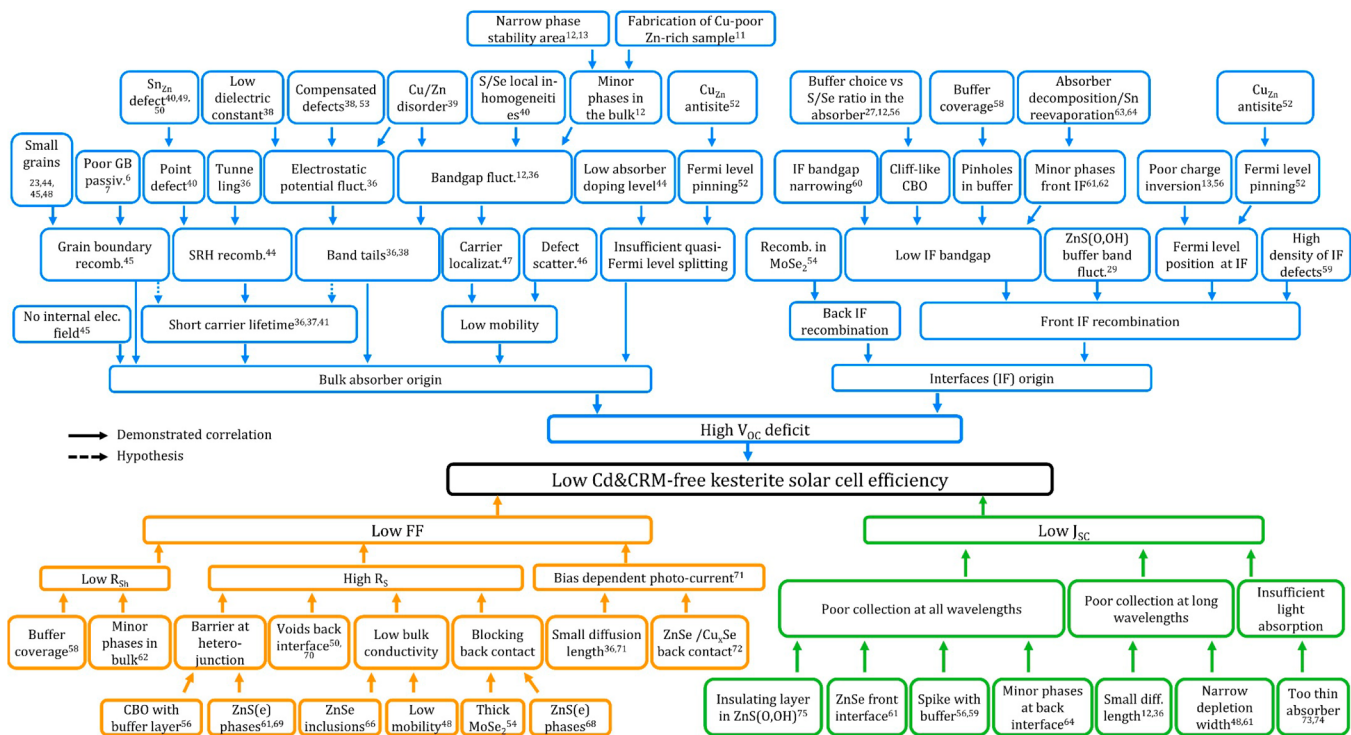 Narrow phase
stability area12,13
Fabrication of Cu-poor
Zn-rich sample11
SnZn
defect40,49,
50
Low
dielectric
constant38
Compensated
defects38, 53
Cu/Zn
disorder39
S/Se local in-
homogeneiti
es40
Minor
phases in
the bulk12
CuZn
antisite52
Buffer choice vs
S/Se ratio in the
absorber27,12,56
Buffer
coverage58
Absorber
decomposition/Sn
reevaporation63,64
CuZn
antisite52
Small
grains
23,44,
45,48
Poor GB
passiv.6
7
Point
defect40
Tunne
ling36
Electrostatic
potential fluct.36
Bandgap fluct.12,36
Low absorber
doping level44
Fermi level
pinning52
IF bandgap
narrowing60
Cliff-like
CBO
Pinholes
in buffer
Minor phases
front IF61,62
Poor charge
inversion13,56
Fermi level
pinning52
Grain boundary
recomb.45
SRH recomb.44
Band tails36,38
Carrier
localizat.47
Defect
scatter.46
Insufficient quasi-
Fermi level splitting
Recomb. in
MoSe254
Low IF bandgap
ZnS(O,OH)
buffer band
fluct.29
Fermi level
position at IF
High
density of IF
defects59
No internal elec.
field45
Short carrier lifetime36,37,41
Low mobility
Back IF
recombination
Front IF recombination
Bulk absorber origin
Interfaces (IF) origin
High VOC deficit
Demonstrated correlation
Hypothesis
Low Cd&CRM-free kesterite solar cell efficiency
Low FF
Low JSC
Low RSh
High RS
Bias dependent photo-current71
Poor collection at all wavelengths
Poor collection at long
wavelengths
Insufficient
light
absorption
Buffer
coverage58
Minor
phases in
bulk62
Barrier at
hetero-
junction
Voids back
interface50,
70
Low bulk
conductivity
Blocking
back contact
Small diffusion
length36,71
ZnSe /CuxSe
back contact72
CBO with
buffer layer56
ZnS(e)
phases61,69
ZnSe
inclusions66
Low
mobility48
Thick
MoSe254
ZnS(e)
phases68
Insulating layer
in ZnS(O,OH)75
ZnSe front
interface61
Spike with
buffer56,59
Minor phases
at back
interface64
Small diff.
length12,36
Narrow
depletion
width48,61
Too thin
absorber
73,74